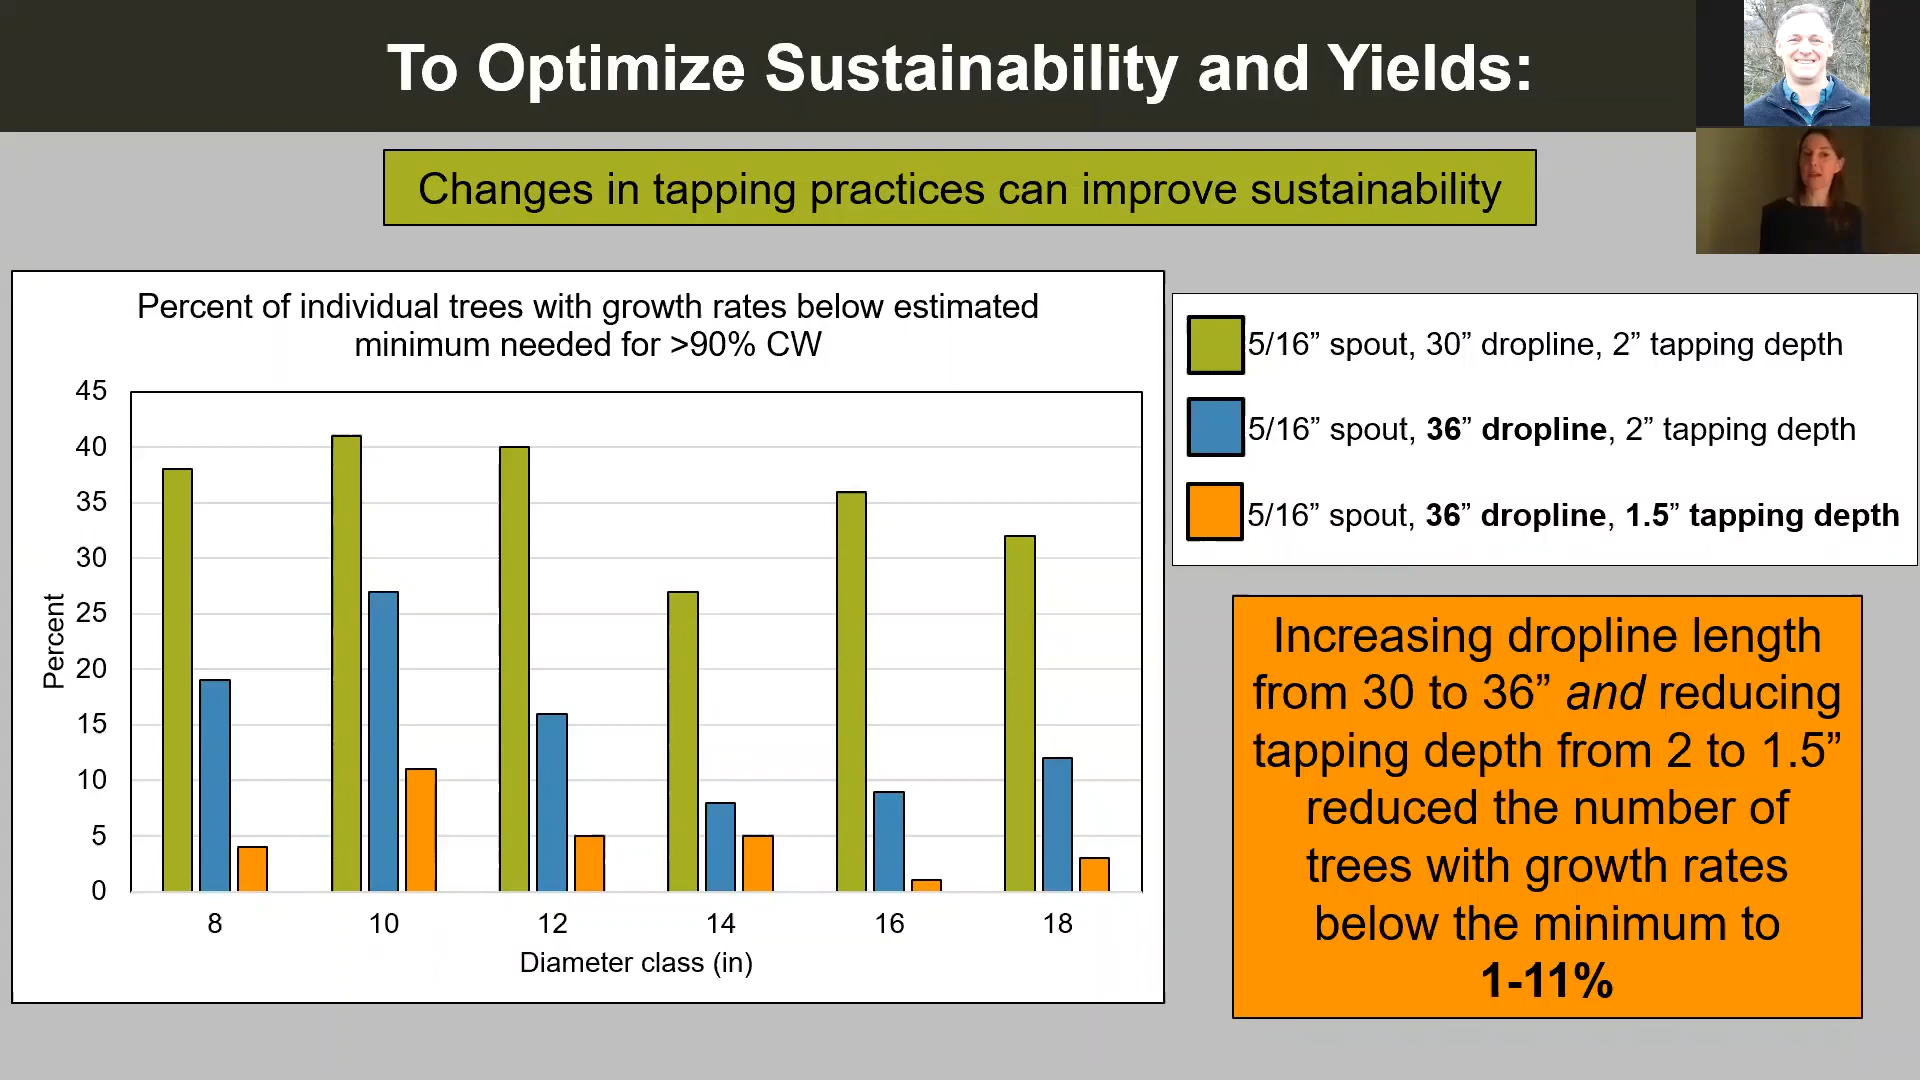 To Optimize Sustainability and Yields:
Changes in tapping practices can improve sustainability
Percent of individual trees with growth rates below estimated
minimum needed for >90% CW
45
40
35
30
25
20
15
10
5
0
Percent
8 10 12 14 16 18
Diameter class (in)
5/16” spout, 30” dropline, 2” tapping depth
5/16” spout, 36” dropline, 2” tapping depth
5/16” spout, 36” dropline, 1.5” tapping depth
Increasing dropline length
from 30 to 36” and reducing
tapping depth from 2 to 1.5”
reduced the number of
trees with growth rates
below the minimum to
1-11%